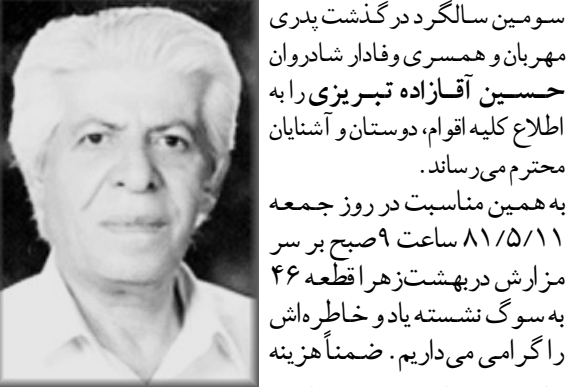 سومین سالگرد درگذشت پدری
مهربان و همسری وفادار شادروان
حسین آقازاده تبریزی را به
اطلاع کلیه اقوام، دوستان و آشنایان
محترم می‌رساند.
به همین مناسبت در روز جمعه
۸۱/۵/۱۱ ساعت ۹ صبح بر سر
مزارش در بهشت‌زهرا قطعه ۴۶
به سوگ نشسته یاد و خاطره‌اش
را گرامی می‌داریم. ضمناً هزینه